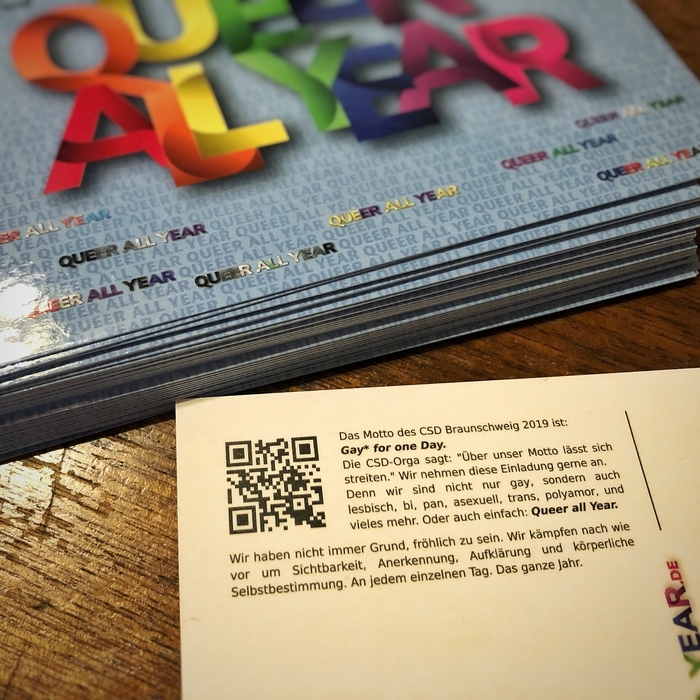 QUEER
ALL YEAR
QUEER ALL YEAR
QUEER ALL YEAR
QUEER ALL YEAR
QUEER ALL YEAR
QUEER ALL YEAR
ER ALL YEAR
QUEER ALL YEAR
QUEER ALL YEAR
QUEER ALL YEA
Das Motto des CSD Braunschweig 2019 ist:
Gay* for one Day.
Die CSD-Orga sagt: "Über unser Motto lässt sich
streiten." Wir nehmen diese Einladung gerne an.
Denn wir sind nicht nur gay, sondern auch
lesbisch, bi, pan, asexuell, trans, polyamor, und
vieles mehr. Oder auch einfach: Queer all Year.
Wir haben nicht immer Grund, fröhlich zu sein. Wir kämpfen nach wie
vor um Sichtbarkeit, Anerkennung, Aufklärung und körperliche
Selbstbestimmung. An jedem einzelnen Tag. Das ganze Jahr.
YEAR.DE